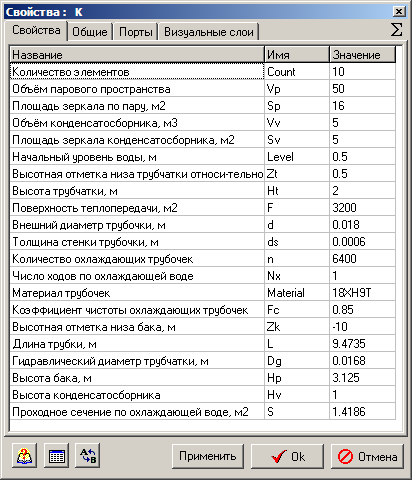 Свойства : K
Свойства Общие Порты Визуальные слои Σ
Название Имя Значение
Количество элементов Count 10
Объём парового пространства Vp 50
Площадь зеркала по пару, м2 Sp 16
Объём конденсатосборника, м3 Vv 5
Площадь зеркала конденсатосборника, м2 Sv 5
Начальный уровень воды, м Level 0.5
Высотная отметка низа трубчатки относи-тельно Zt 0.5
Высота трубчатки, м Ht 2
Поверхность теплопередачи, м2 F 3200
Внешний диаметр трубочки, м d 0.018
Толщина стенки трубочки, м ds 0.0006
Количество охлаждающих трубочек n 6400
Число ходов по охлаждающей воде Nx 1
Материал трубочек Material 18ХН9Т
Коэффициент чистоты охлаждающих трубочек Fc 0.85
Высотная отметка низа бака, м Zk -10
Длина трубки, м L 9.4735
Гидравлический диаметр трубчатки, м Dg 0.0168
Высота бака, м Hp 3.125
Высота конденсатосборника Hv 1
Проходное сечение по охлаждающей воде, м2 S 1.4186
A B Применить Ok Отмена